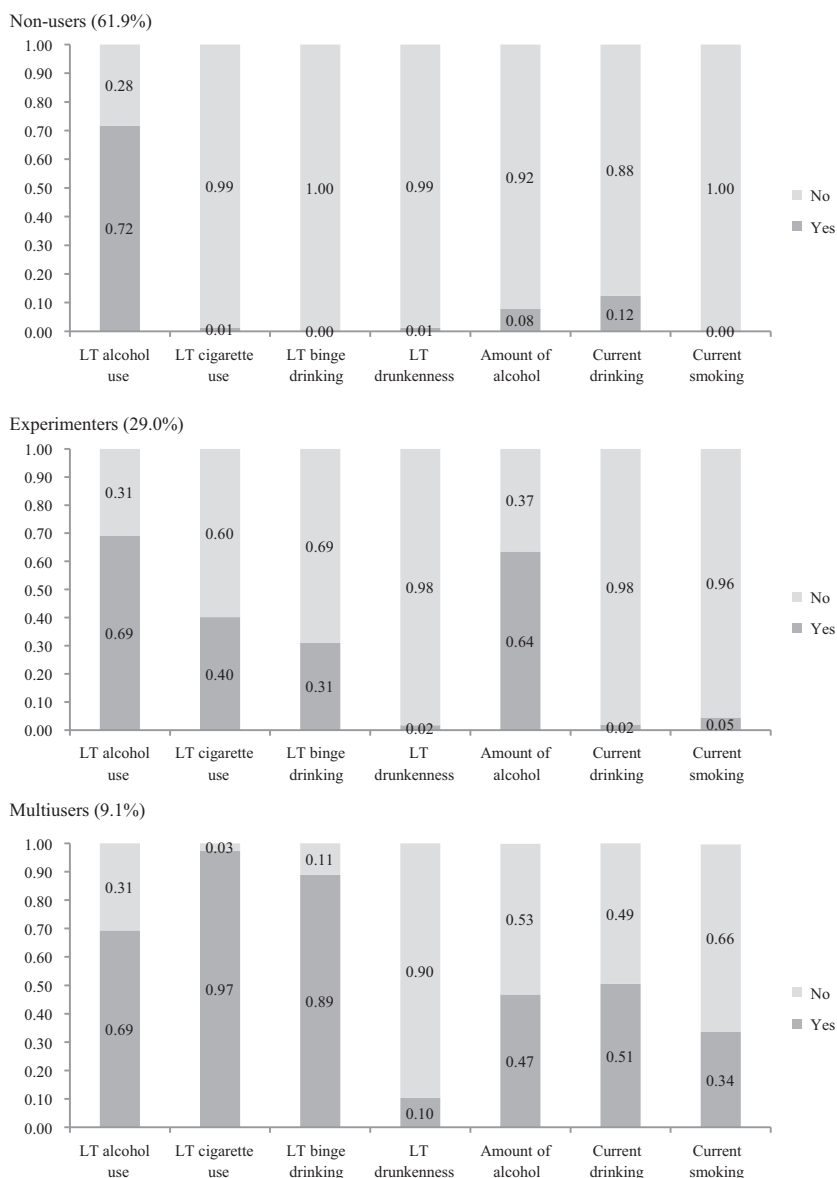 Non-users (61.9%)
1.00
0.90
0.80
0.70
0.60
0.50
0.40
0.30
0.20
0.10
0.00
0.28
0.72
0.99
0.01
1.00
0.00
0.99
0.01
0.92
0.08
0.88
0.12
1.00
0.00
No
Yes
LT alcohol
use
LT cigarette
use
LT binge
drinking
LT
drunkenness
Amount of
alcohol
Current
drinking
Current
smoking
Experimenters (29.0%)
1.00
0.90
0.80
0.70
0.60
0.50
0.40
0.30
0.20
0.10
0.00
0.31
0.69
0.60
0.40
0.69
0.31
0.98
0.02
0.37
0.64
0.98
0.02
0.96
0.05
No
Yes
LT alcohol
use
LT cigarette
use
LT binge
drinking
LT
drunkenness
Amount of
alcohol
Current
drinking
Current
smoking
Multiusers (9.1%)
1.00
0.90
0.80
0.70
0.60
0.50
0.40
0.30
0.20
0.10
0.00
0.31
0.69
0.03
0.97
0.11
0.89
0.90
0.10
0.53
0.47
0.49
0.51
0.66
0.34
No
Yes
LT alcohol
use
LT cigarette
use
LT binge
drinking
LT
drunkenness
Amount of
alcohol
Current
drinking
Current
smoking